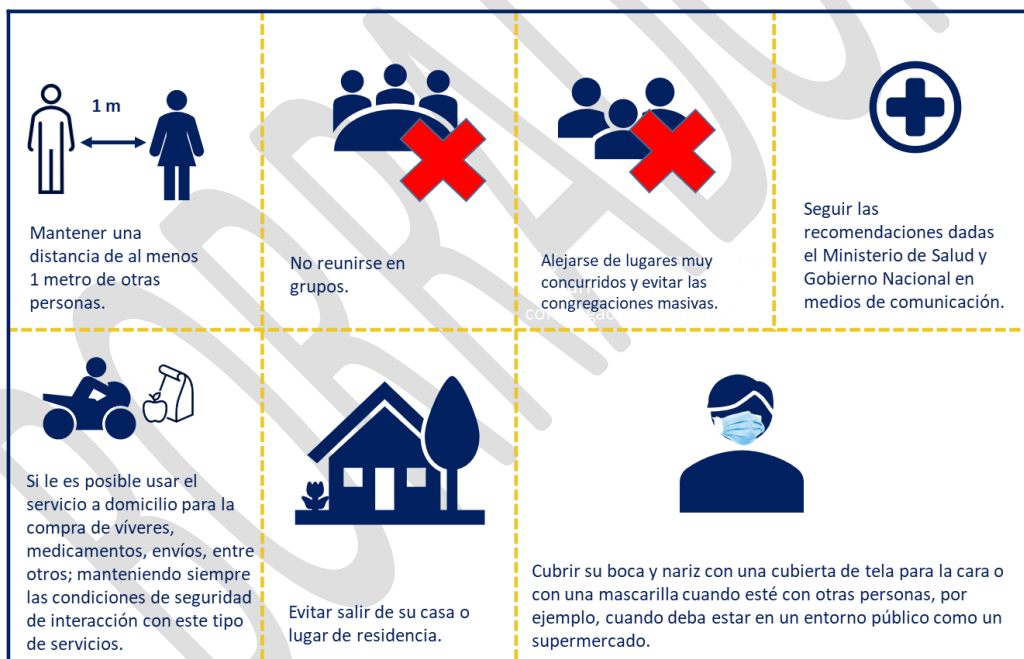 1 m
Mantener una
distancia de al menos
1 metro de otras
personas.
No reunirse en
grupos.
Alejarse de lugares muy
concurridos y evitar las
congregaciones masivas.
Seguir las
recomendaciones dadas
el Ministerio de Salud y
Gobierno Nacional en
medios de comunicación.
Si le es posible usar el
servicio a domicilio para la
compra de víveres,
medicamentos, envíos, entre
otros; manteniendo siempre
las condiciones de seguridad
de interacción con este tipo
de servicios.
Evitar salir de su casa o
lugar de residencia.
Cubrir su boca y nariz con una cubierta de tela para la cara o
con una mascarilla cuando esté con otras personas, por
ejemplo, cuando deba estar en un entorno público como un
supermercado.
BORRADOR